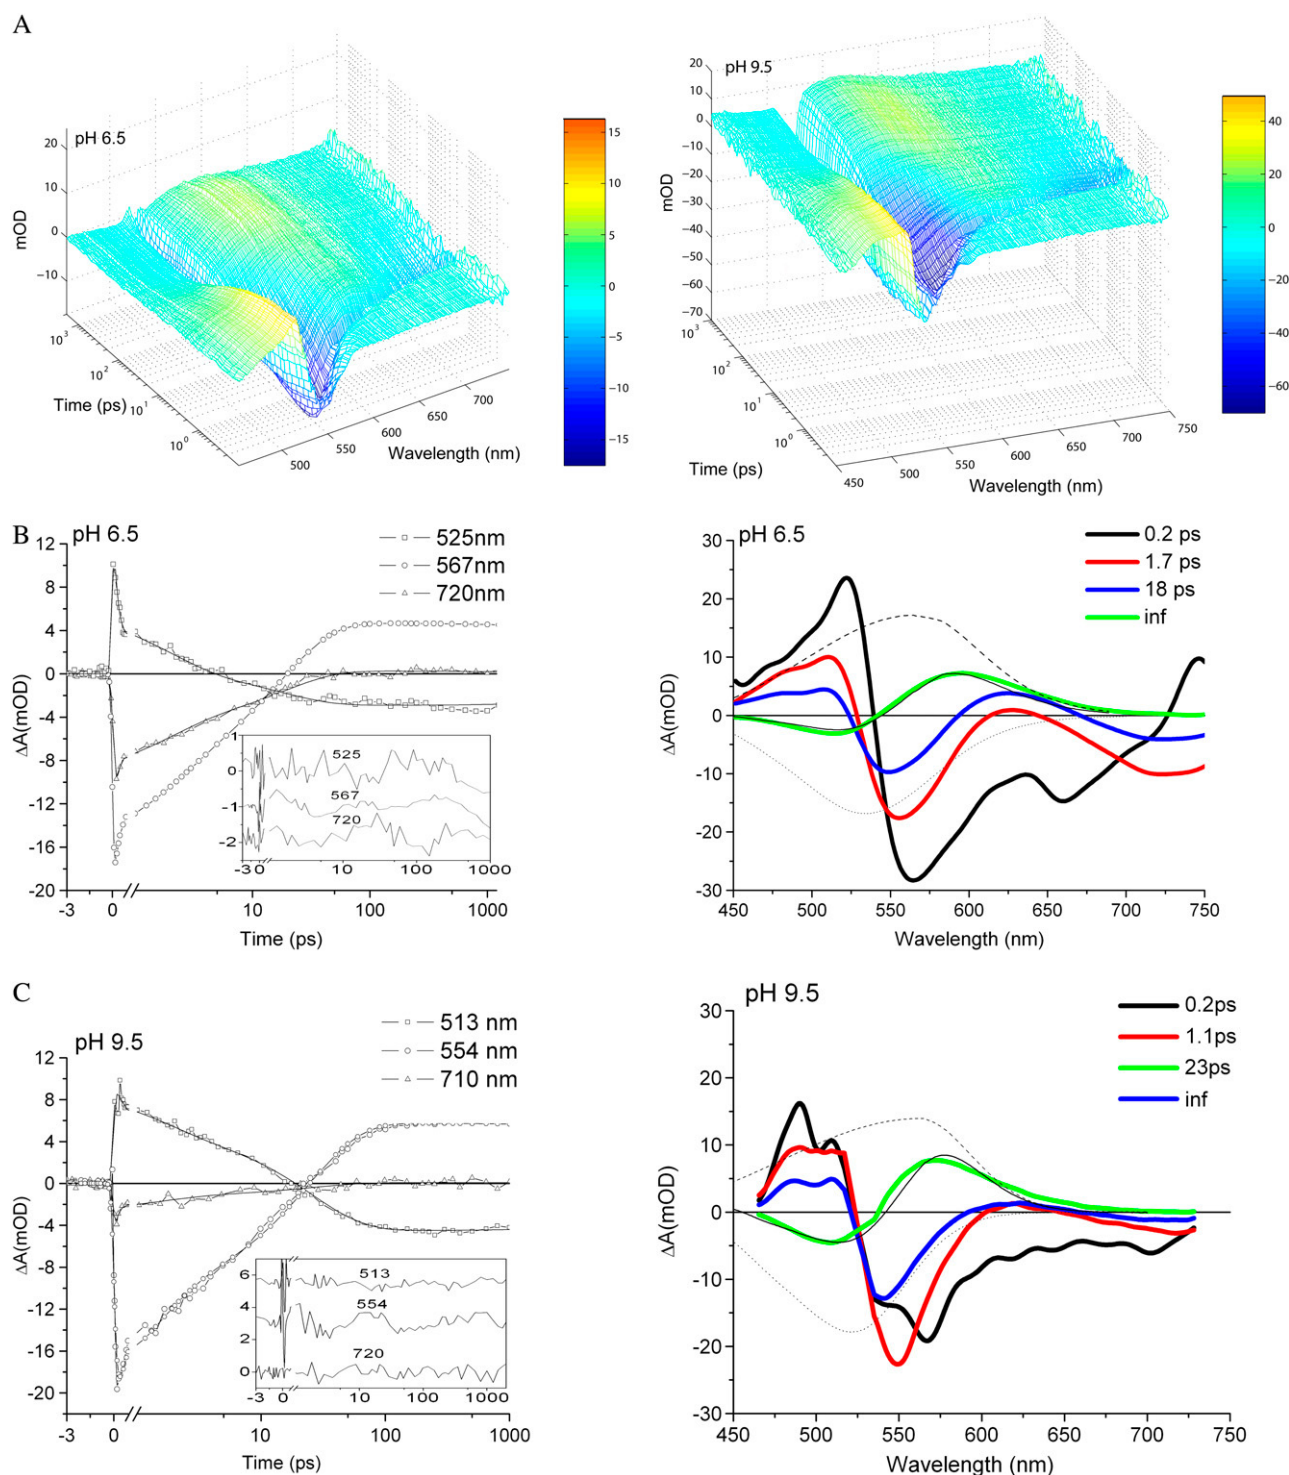 A
pH 6.5
20
10
0
−10
mOD
10³
10²
10¹
10⁰
Time (ps)
500
550
600
650
700
Wavelength (nm)
15
10
5
0
−5
−10
−15
pH 9.5
20
10
0
−10
−20
−30
−40
−50
−60
−70
mOD
10³
10²
10¹
10⁰
Time (ps)
450
500
550
600
650
700
750
Wavelength (nm)
40
20
0
−20
−40
−60
B
pH 6.5
525nm
567nm
720nm
12
8
4
0
-4
-8
-12
-16
-20
ΔA(mOD)
-3 0 10 100 1000
Time (ps)
1
0
-1
-2
525
567
720
-3 0 10 100 1000
pH 6.5
0.2 ps
1.7 ps
18 ps
inf
30
20
10
0
-10
-20
-30
ΔA(mOD)
450 500 550 600 650 700 750
Wavelength (nm)
C
pH 9.5
513 nm
554 nm
710 nm
12
8
4
0
-4
-8
-12
-16
-20
ΔA(mOD)
-3 0 10 100 1000
Time (ps)
6
4
2
0
513
554
720
-3 0 10 100 1000
pH 9.5
0.2ps
1.1ps
23ps
inf
30
20
10
0
-10
-20
-30
ΔA(mOD)
450 500 550 600 650 700 750
Wavelength (nm)